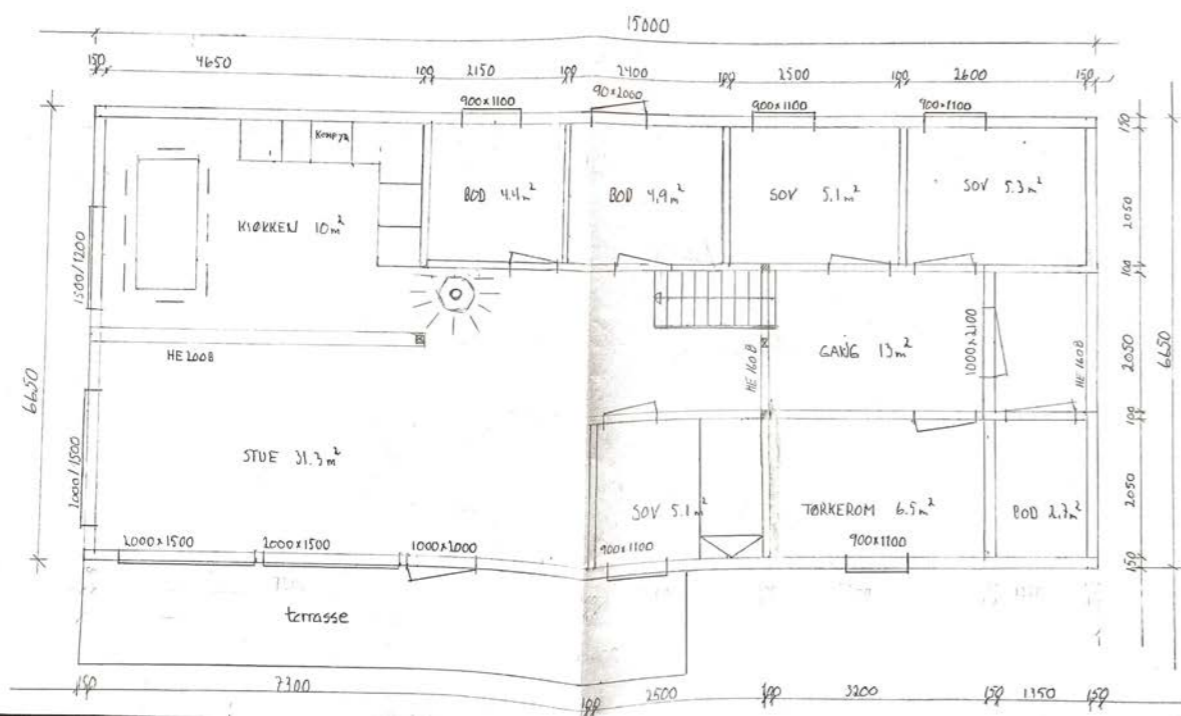 15000
150 4650 100 2150 100 2400 100 2500 100 2600 150
900x1100 90x2000 900x1100 900x1100
KOMFYR
BOD 4.4m² BOD 4.9m² SOV 5.1m² SOV 5.3m²
KJØKKEN 10m²
1500/1200
HE 200B
HE 160B
GANG 13m²
1000x2100
HE 160B
6650
150
2050
100
2050
100
2050
150
6650
2000/1500
STUE 31.3m²
SOV 5.1m² TØRKEROM 6.5m² BOD 2.7m²
2000x1500 2000x1500 1000x2000 900x1100 900x1100
terrasse
150 7300 100 2500 100 3200 150 1350 150